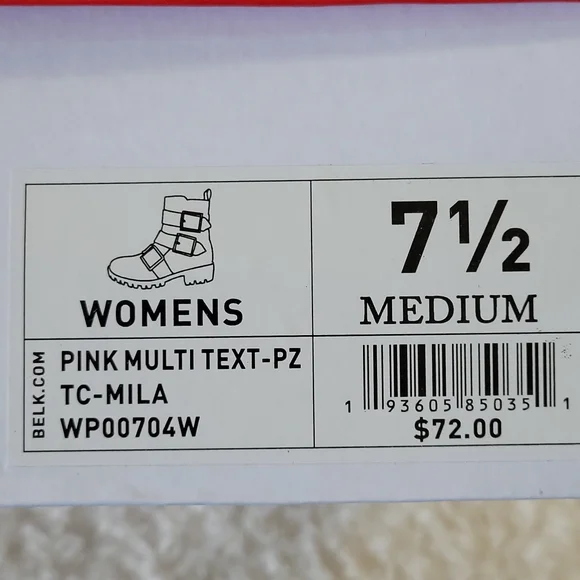 WOMENS
7½
MEDIUM
BELK.COM
PINK MULTI TEXT-PZ
TC-MILA
WP00704W
1 93605 85035 1
$72.00